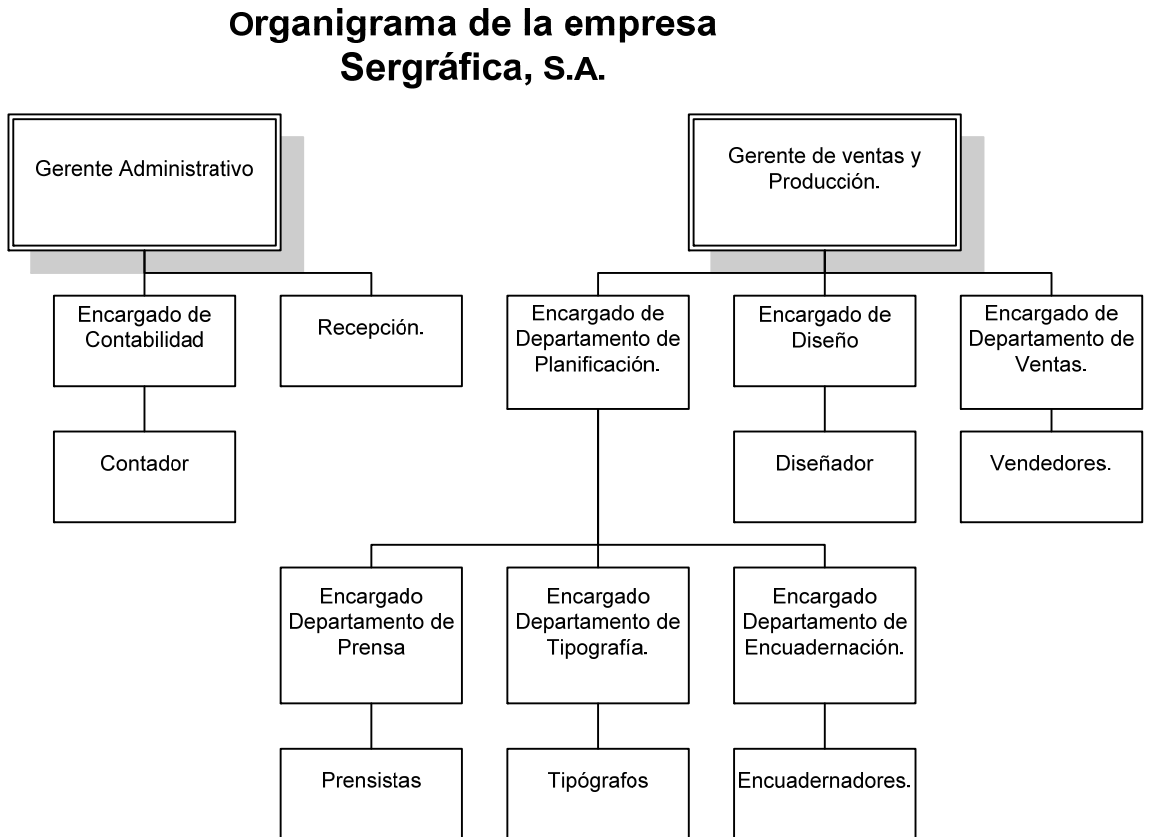 Organigrama de la empresa
Sergráfica, S.A.
Gerente Administrativo
Gerente de ventas y
Producción.
Encargado de
Contabilidad
Recepción.
Encargado de
Departamento de
Planificación.
Encargado de
Diseño
Encargado de
Departamento de
Ventas.
Contador
Diseñador
Vendedores.
Encargado
Departamento de
Prensa
Encargado
Departamento de
Tipografía.
Encargado
Departamento de
Encuadernación.
Prensistas
Tipógrafos
Encuadernadores.